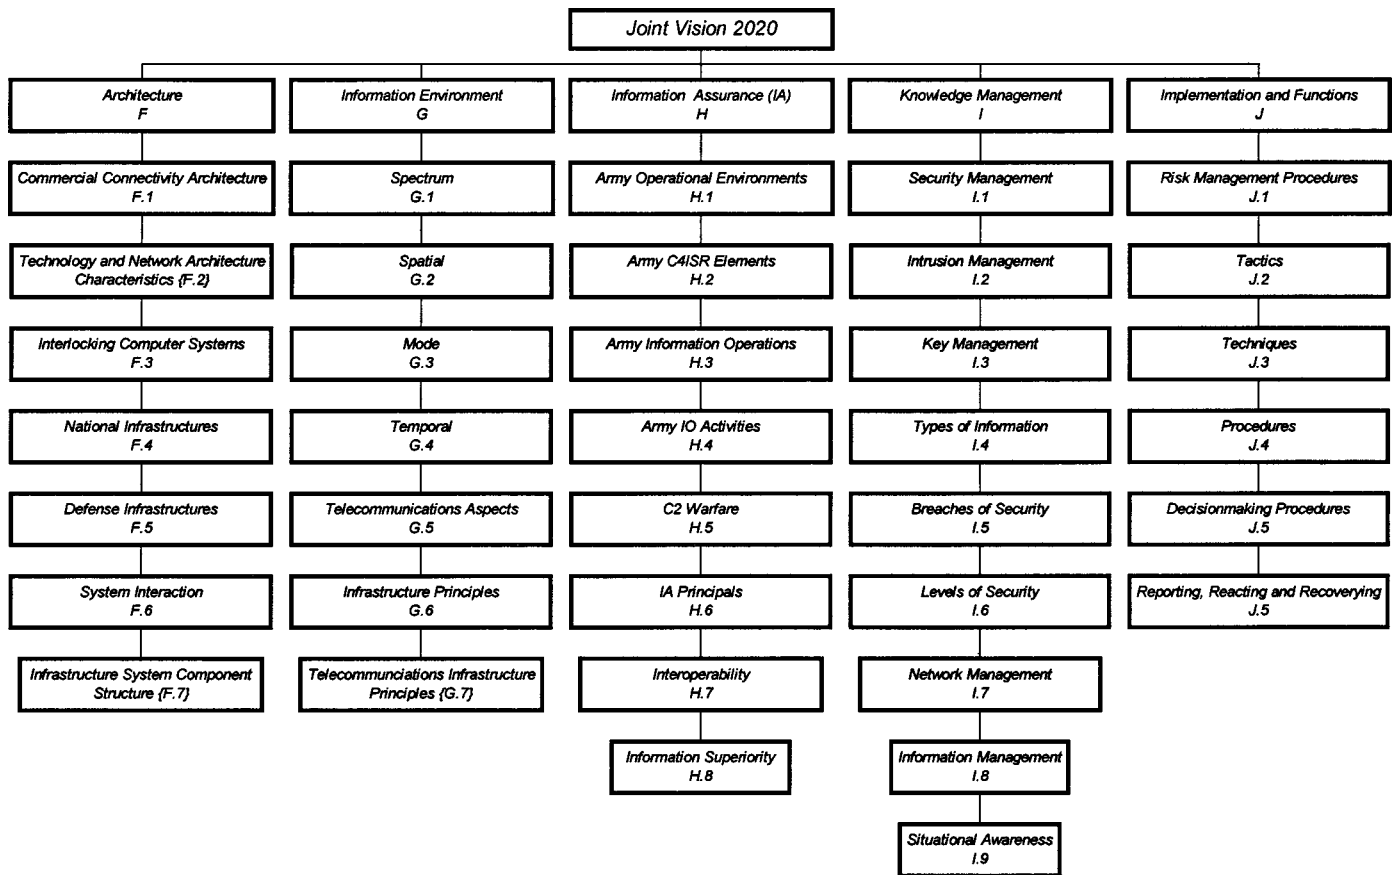 Joint Vision 2020
Architecture
F
Information Environment
G
Information Assurance (IA)
H
Knowledge Management
I
Implementation and Functions
J
Commercial Connectivity Architecture
F.1
Spectrum
G.1
Army Operational Environments
H.1
Security Management
I.1
Risk Management Procedures
J.1
Technology and Network Architecture
Characteristics {F.2}
Spatial
G.2
Army C4ISR Elements
H.2
Intrusion Management
I.2
Tactics
J.2
Interlocking Computer Systems
F.3
Mode
G.3
Army Information Operations
H.3
Key Management
I.3
Techniques
J.3
National Infrastructures
F.4
Temporal
G.4
Army IO Activities
H.4
Types of Information
I.4
Procedures
J.4
Defense Infrastructures
F.5
Telecommunications Aspects
G.5
C2 Warfare
H.5
Breaches of Security
I.5
Decisionmaking Procedures
J.5
System Interaction
F.6
Infrastructure Principles
G.6
IA Principals
H.6
Levels of Security
I.6
Reporting, Reacting and Recoverying
J.5
Infrastructure System Component
Structure {F.7}
Telecommunciations Infrastructure
Principles {G.7}
Interoperability
H.7
Network Management
I.7
Information Superiority
H.8
Information Management
I.8
Situational Awareness
I.9